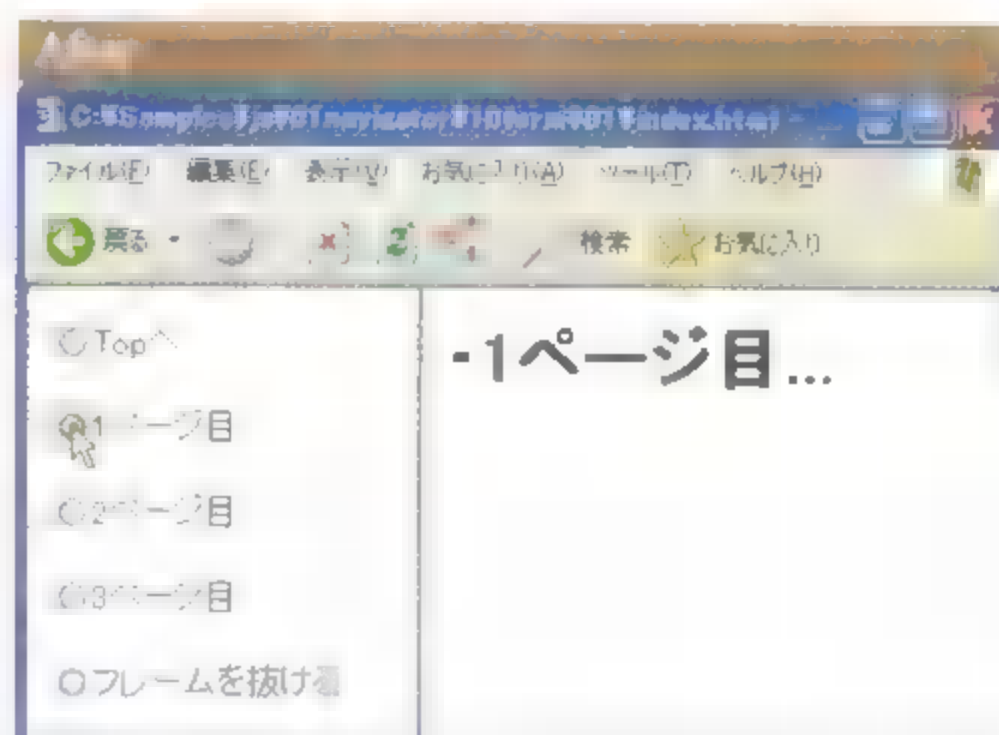 ファイル(F) 編集(E) 表示(V) お気に入り(A) ツール(T) ヘルプ(H)
戻る 検索 お気に入り
Topへ
-1ページ目...
1ページ目
2ページ目
3ページ目
フレームを抜ける